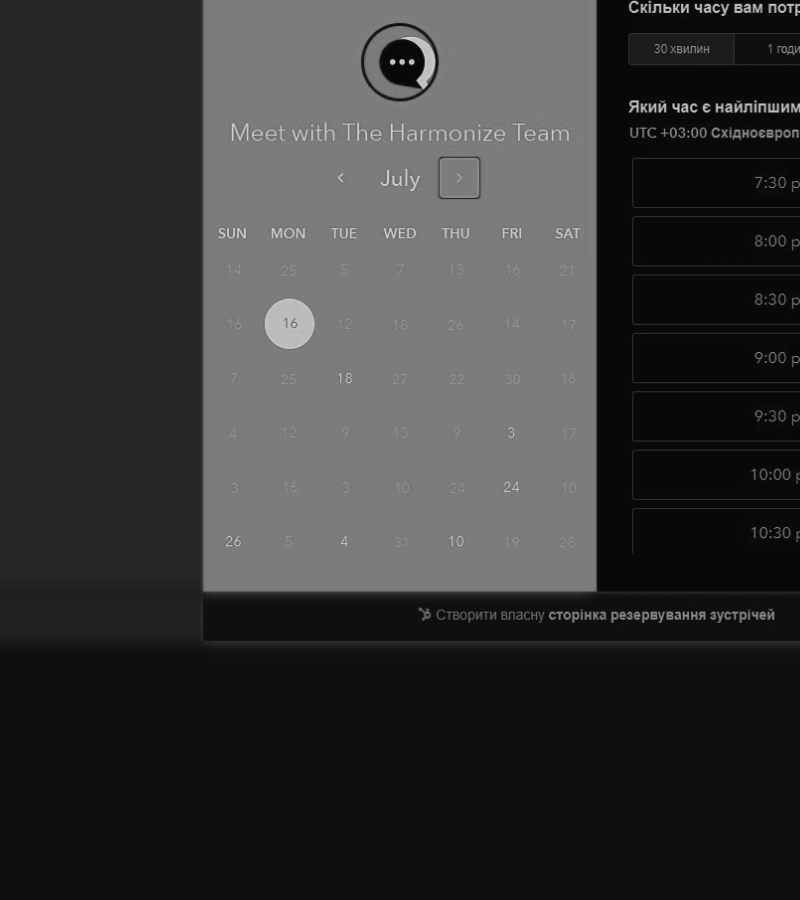 Meet with The Harmonize Team
July
SUN MON TUE WED THU FRI SAT
14 25 5 7 13 16 21
16 16 12 18 26 14 17
7 25 18 27 22 30 16
4 12 9 13 9 3 17
3 16 3 10 24 24 10
26 5 4 31 10 19 28
Скільки часу вам
30 хвилин 1
Який час є найліпшим
UTC +03:00
7:30
8:00
8:30
9:00
9:30
10:00
10:30
Створити власну сторінка резервування зустрічей